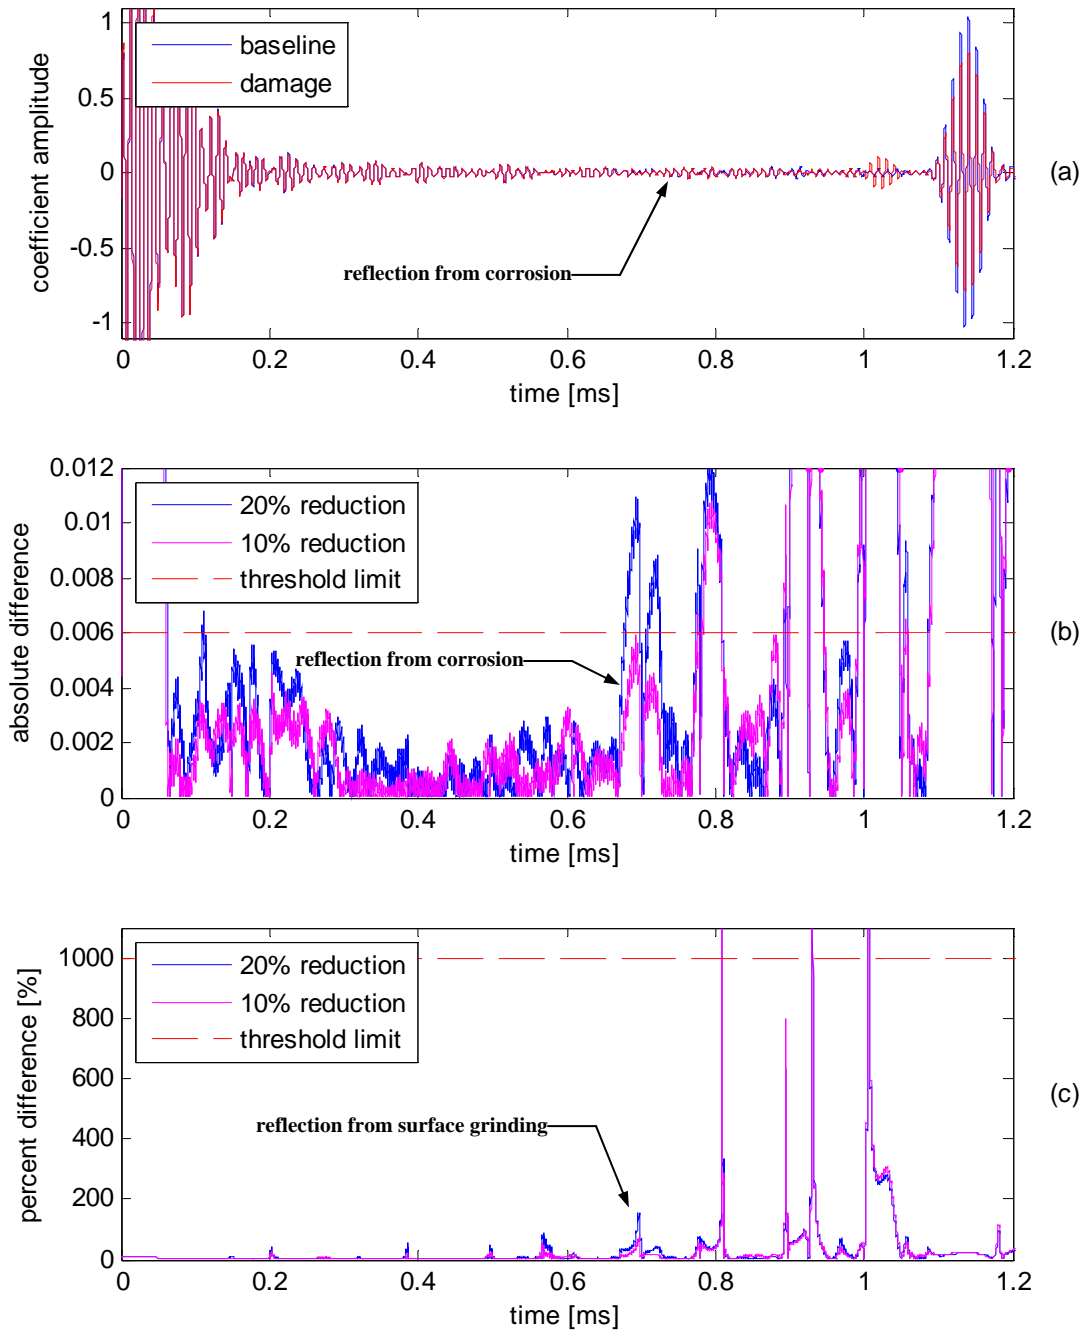 1
0.5
0
-0.5
-1
coefficient amplitude
baseline
damage
reflection from corrosion
(a)
0 0.2 0.4 0.6 0.8 1 1.2
time [ms]
0.012
0.01
0.008
0.006
0.004
0.002
0
absolute difference
20% reduction
10% reduction
threshold limit
reflection from corrosion
(b)
0 0.2 0.4 0.6 0.8 1 1.2
time [ms]
1000
800
600
400
200
0
percent difference [%]
20% reduction
10% reduction
threshold limit
reflection from surface grinding
(c)
0 0.2 0.4 0.6 0.8 1 1.2
time [ms]